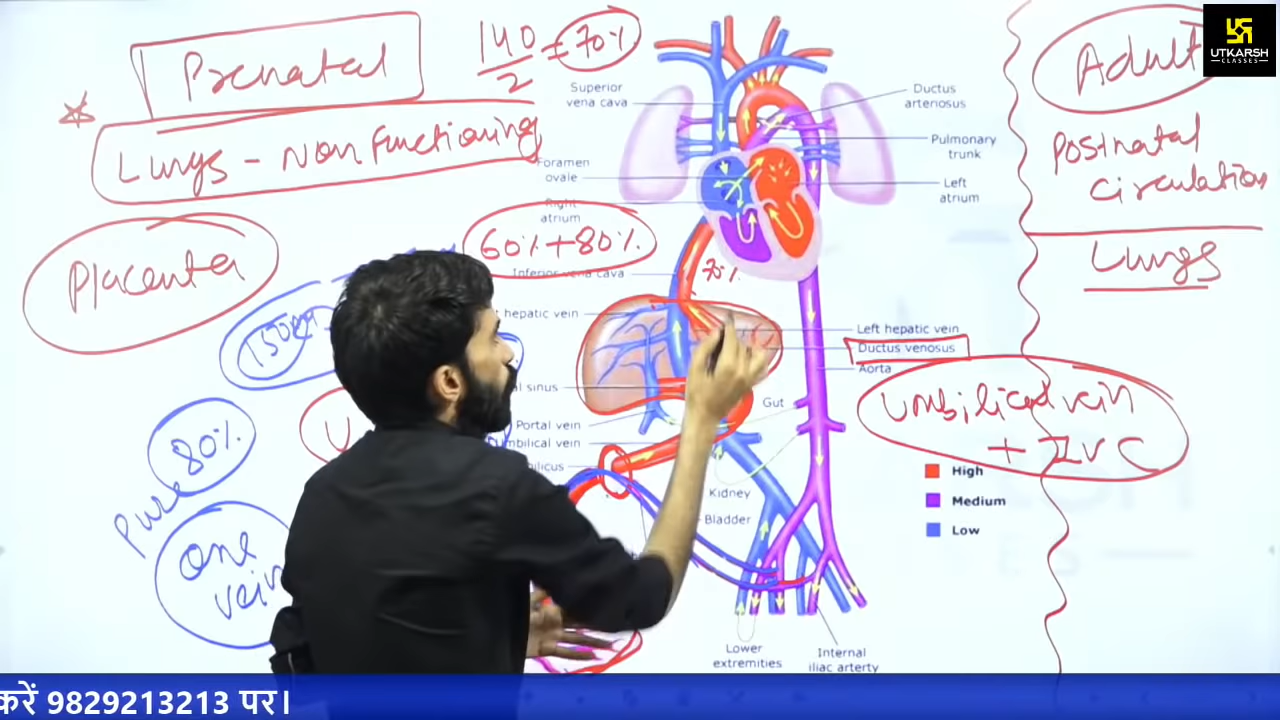 Prenatal
140/2 = 70%
Lungs - Non Functioning
Placenta
60% + 80%
70%
Pure 80%
One vein
U
Superior
vena cava
Foramen
ovale
Right
atrium
Inferior vena cava
t hepatic vein
al sinus
Portal vein
Umbilical vein
bilicus
Ductus
arteriosus
Pulmonary
trunk
Left
atrium
Left hepatic vein
Ductus venosus
Aorta
Gut
Kidney
Bladder
Lower
extremities
Internal
iliac arterty
Umbilical vein
+ IVC
High
Medium
Low
Adult
Postnatal
circulation
Lungs
UTKARSH
CLASSES
करें 9829213213 पर।